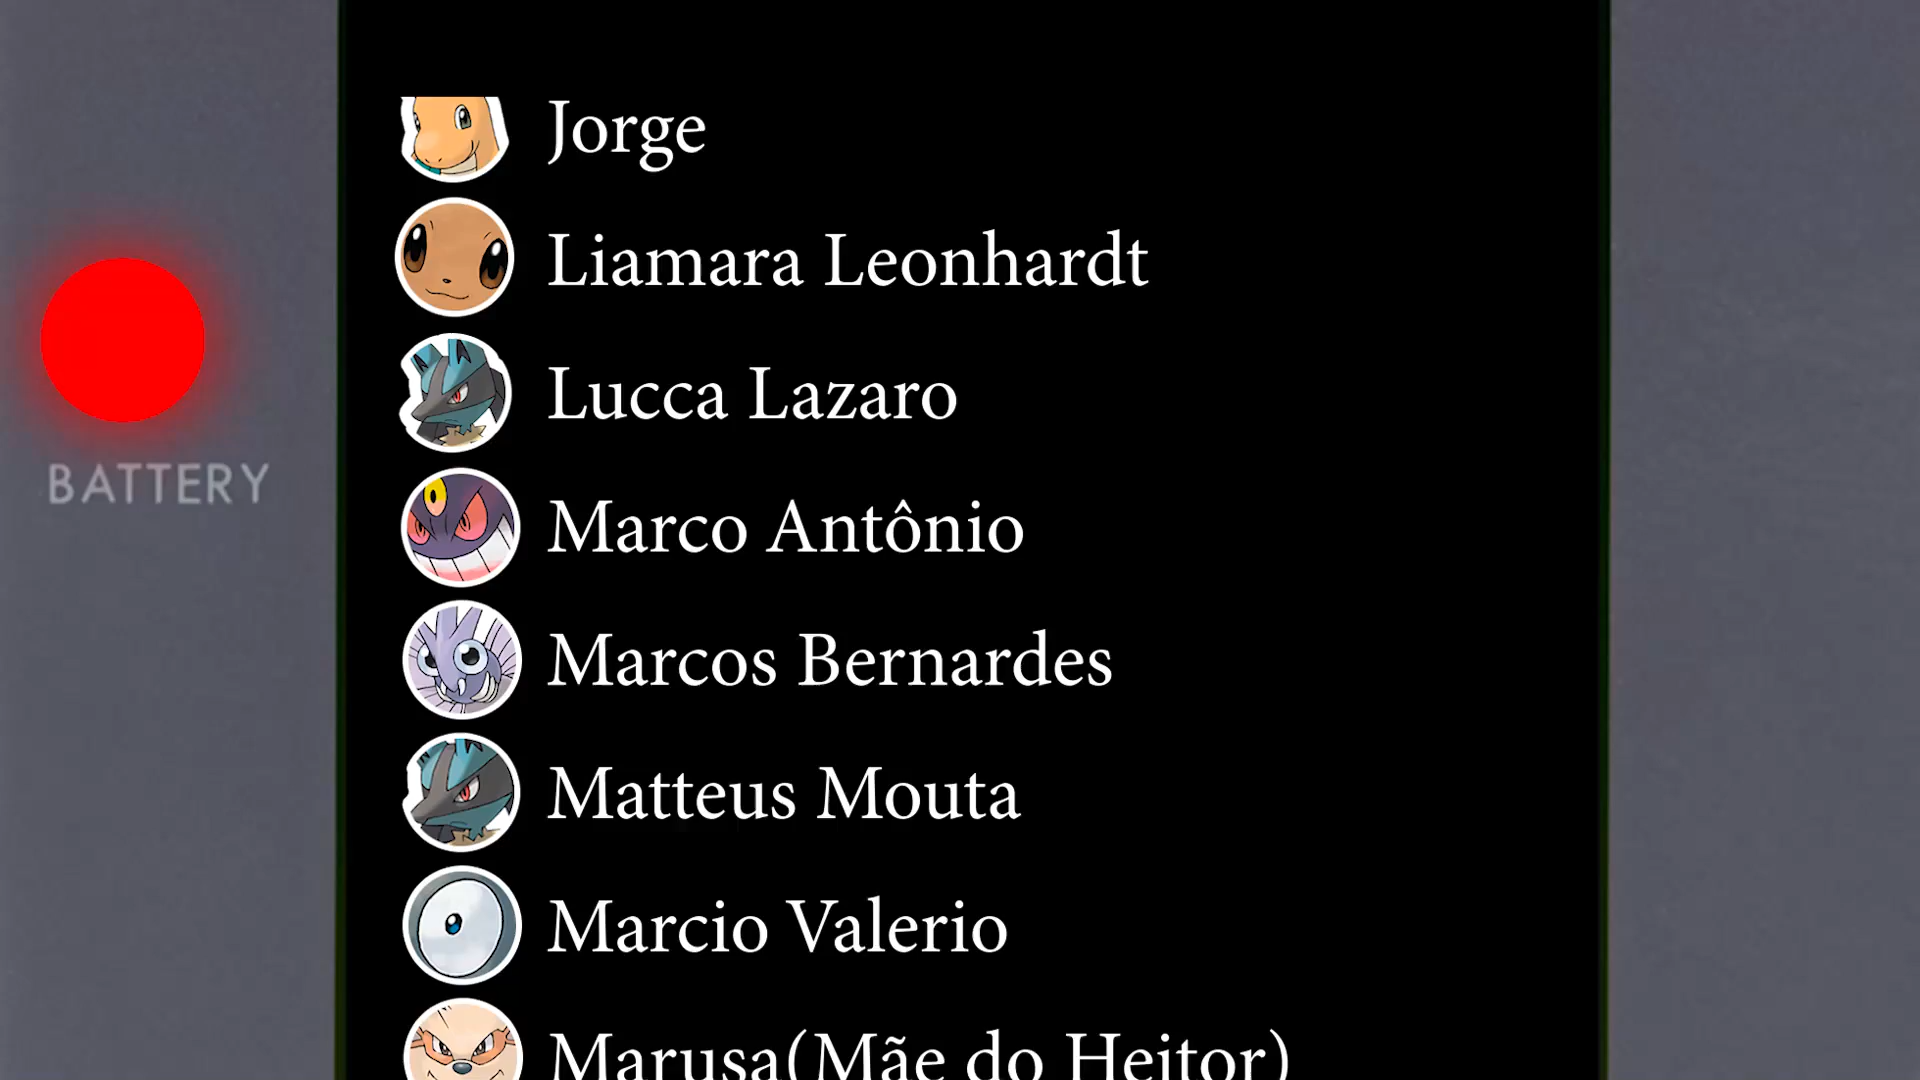 Jorge
Liamara Leonhardt
Lucca Lazaro
BATTERY
Marco Antônio
Marcos Bernardes
Matteus Mouta
Marcio Valerio
Marusa(Mãe do Heitor)